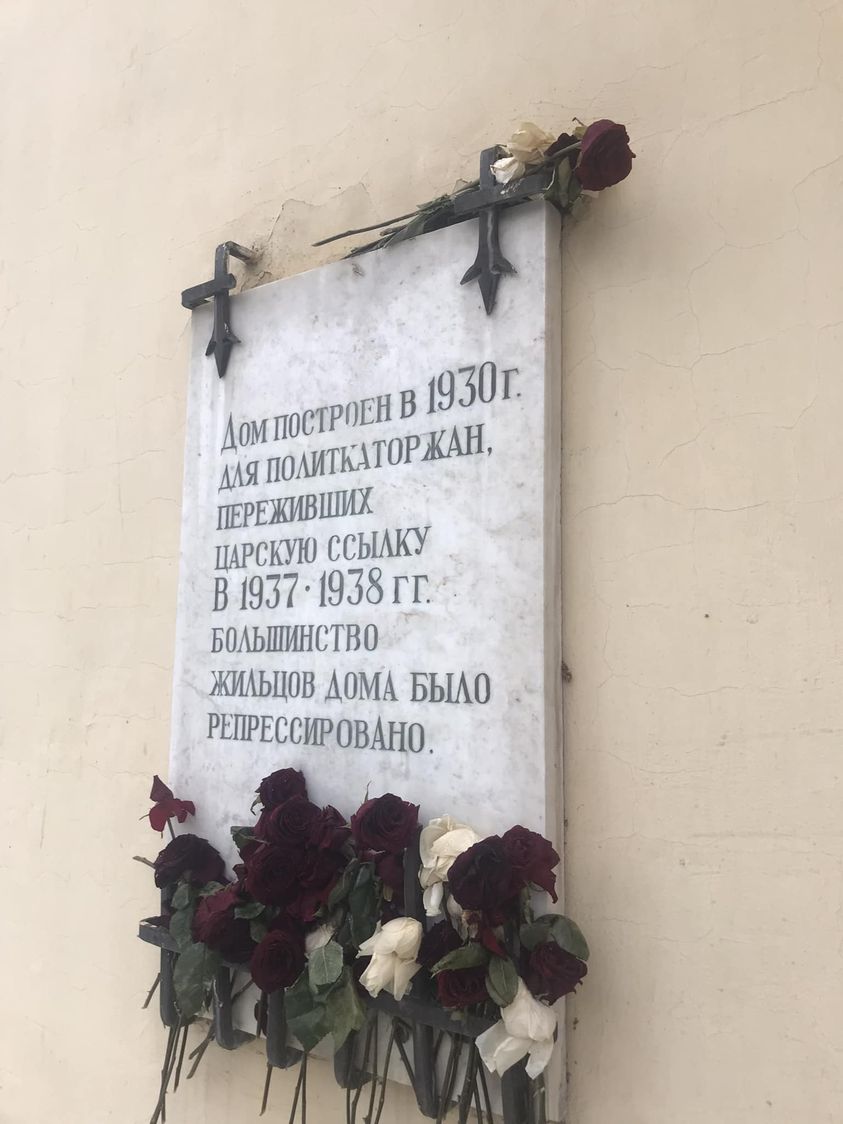 Дом построен в 1930 г.
для политкаторжан,
переживших
царскую ссылку
в 1937 · 1938 гг.
большинство
жильцов дома было
репрессировано.